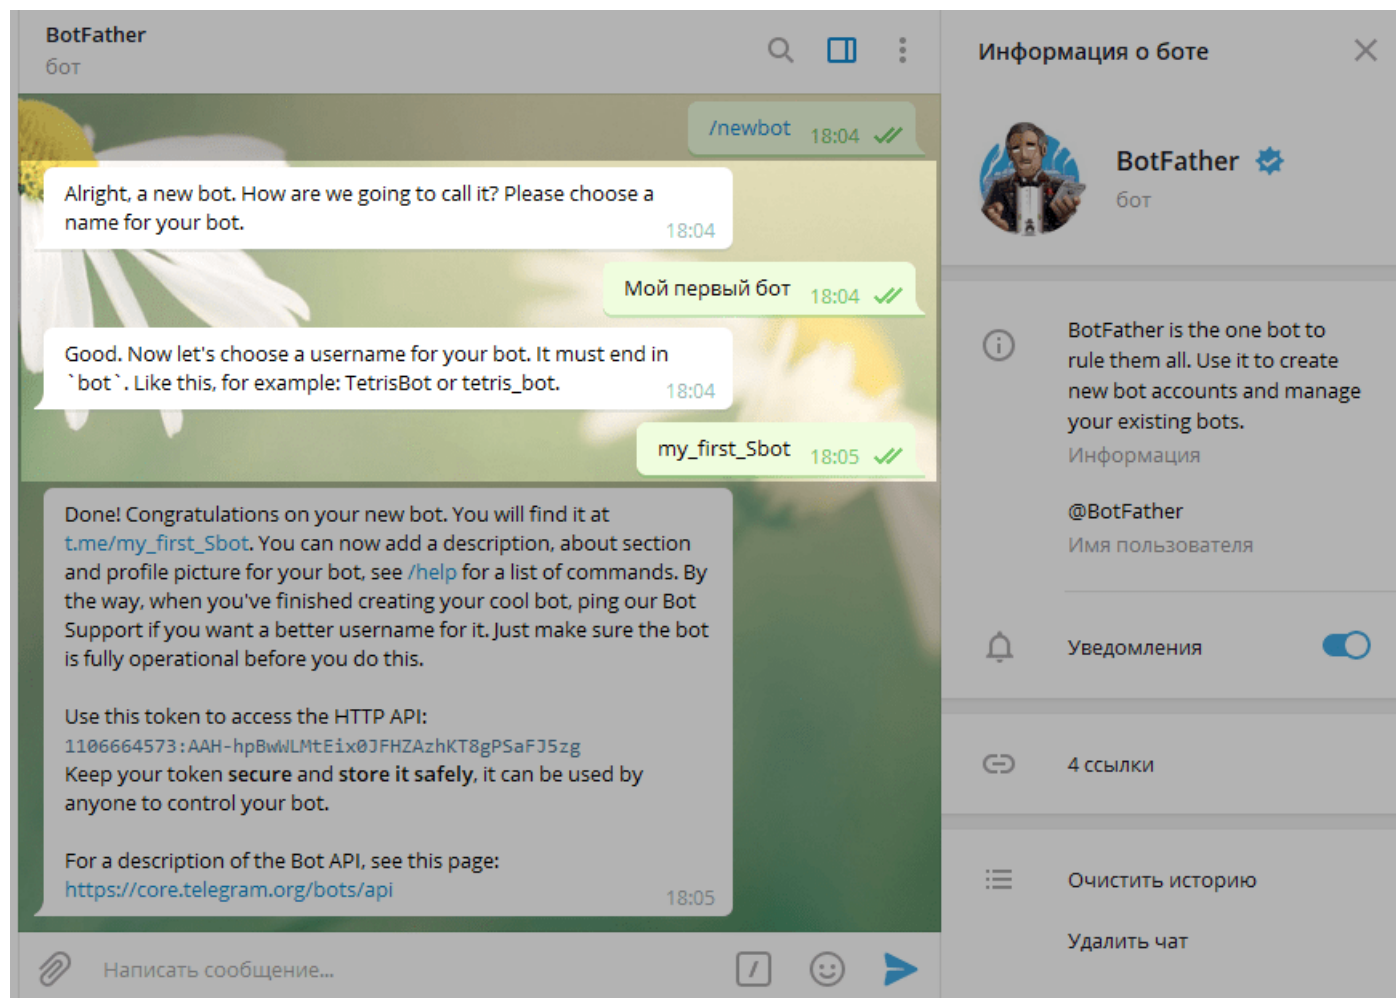 BotFather
бот
/newbot 18:04
Alright, a new bot. How are we going to call it? Please choose a
name for your bot.
18:04
Мой первый бот 18:04
Good. Now let's choose a username for your bot. It must end in
`bot`. Like this, for example: TetrisBot or tetris_bot.
18:04
my_first_Sbot 18:05
Done! Congratulations on your new bot. You will find it at
t.me/my_first_Sbot. You can now add a description, about section
and profile picture for your bot, see /help for a list of commands. By
the way, when you've finished creating your cool bot, ping our Bot
Support if you want a better username for it. Just make sure the bot
is fully operational before you do this.
Use this token to access the HTTP API:
1106664573:AAH-hpBwWLMtEix0JFHZAzhKT8gPSaFJ5zg
Keep your token secure and store it safely, it can be used by
anyone to control your bot.
For a description of the Bot API, see this page:
https://core.telegram.org/bots/api
18:05
Написать сообщение...
Информация о боте
BotFather
бот
BotFather is the one bot to
rule them all. Use it to create
new bot accounts and manage
your existing bots.
Информация
@BotFather
Имя пользователя
Уведомления
4 ссылки
Очистить историю
Удалить чат